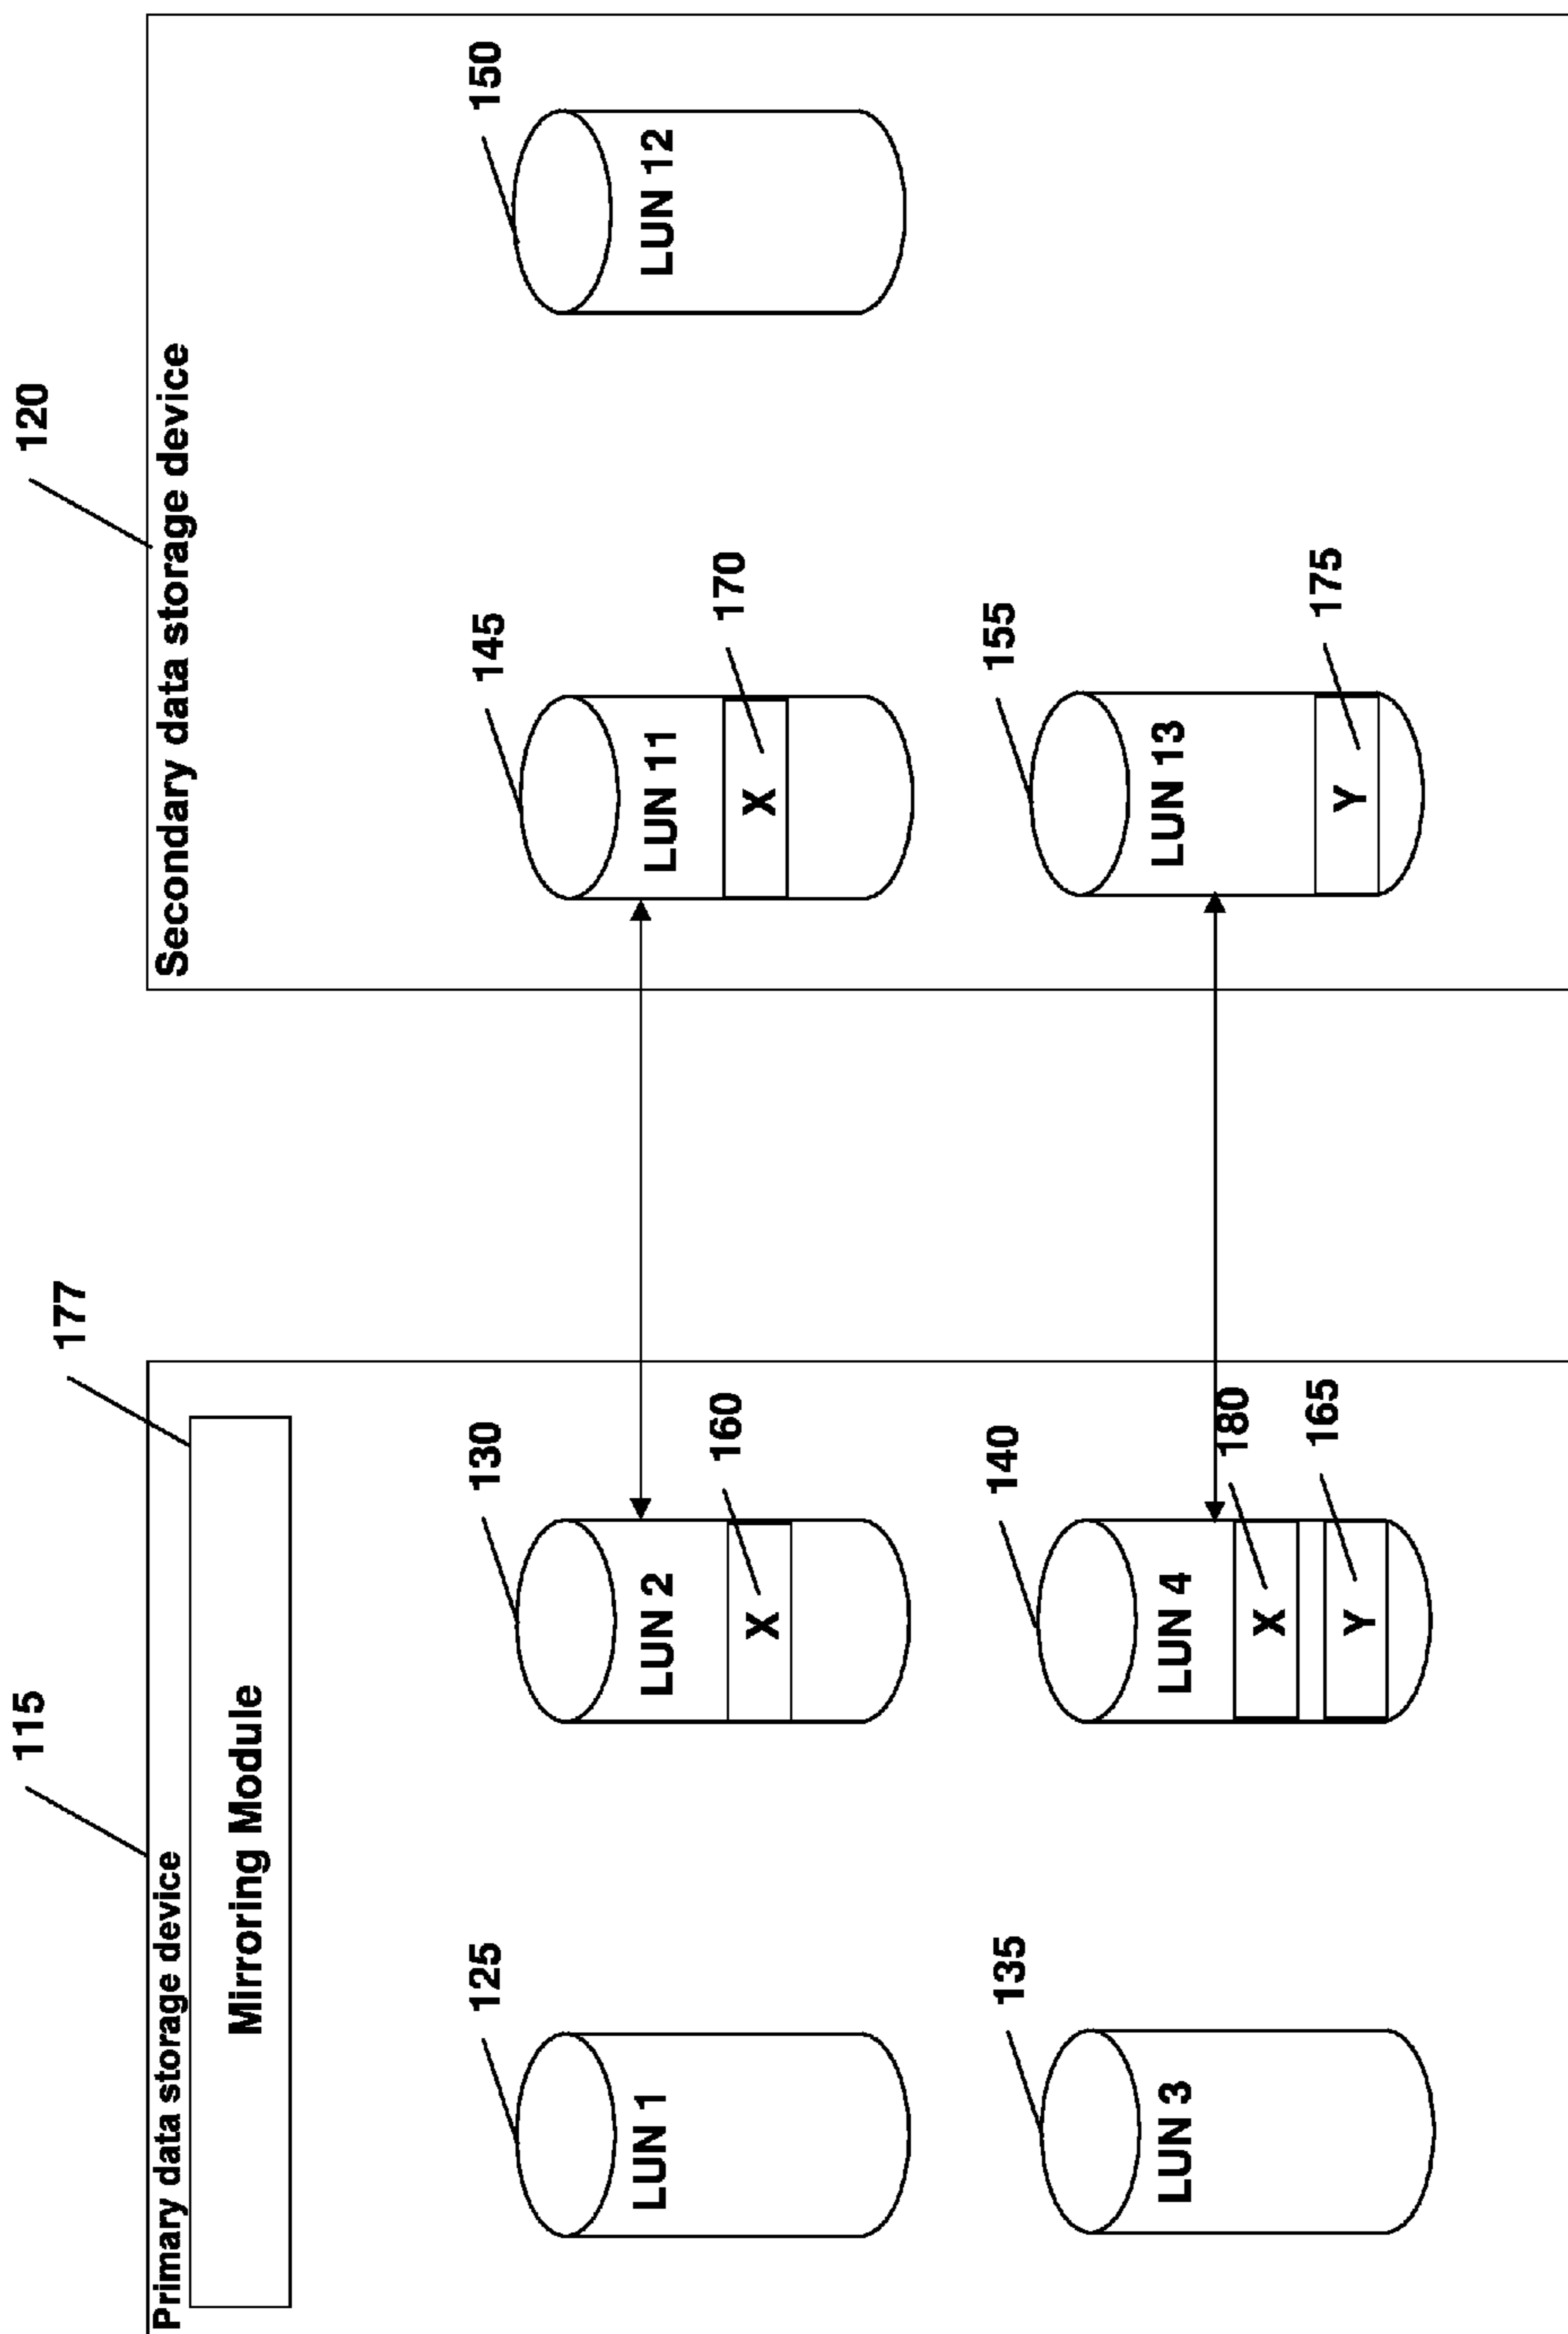 115
177
120
Primary data storage device
Mirroring Module
Secondary data storage device
125
LUN 1
130
LUN 2
X
160
145
LUN 11
X
170
150
LUN 12
135
LUN 3
140
LUN 4
X
180
Y
165
155
LUN 13
Y
175